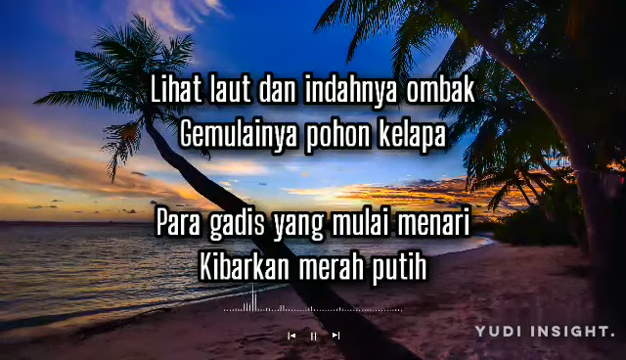 Lihat laut dan indahnya ombak
Gemulainya pohon kelapa
Para gadis yang mulai menari
Kibarkan merah putih
YUDI INSIGHT.